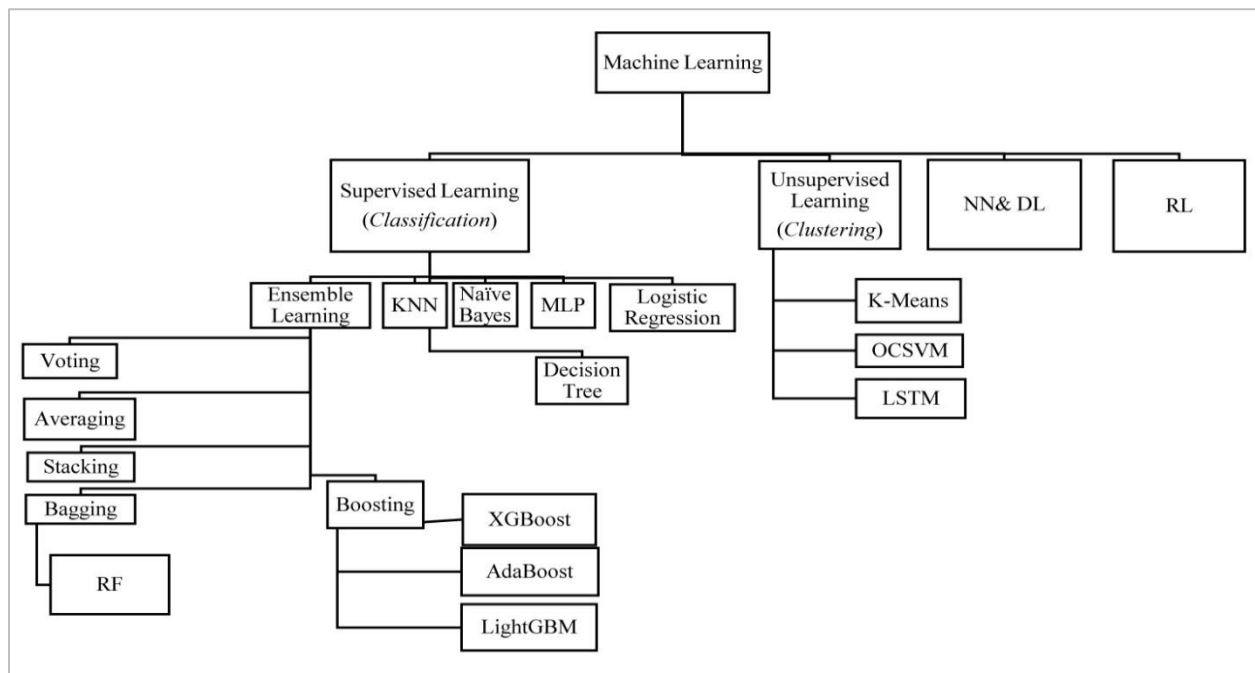 Machine Learning
Supervised Learning
(Classification)
Unsupervised
Learning
(Clustering)
NN& DL
RL
Ensemble
Learning
KNN
Naïve
Bayes
MLP
Logistic
Regression
K-Means
OCSVM
LSTM
Voting
Decision
Tree
Averaging
Stacking
Bagging
Boosting
XGBoost
RF
AdaBoost
LightGBM